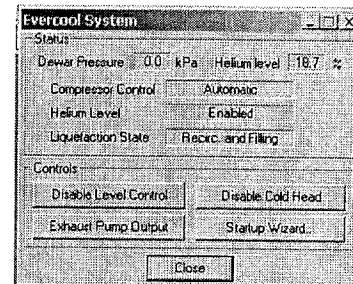 Evercool System
Status
Dewar Pressure 0.0 kPa Helium level 18.7 %
Compressor Control Automatic
Helium Level Enabled
Liquefaction State Recirc. and Filling
Controls
Disable Level Control Disable Cold Head
Exhaust Pump Output Startup Wizard..
Close